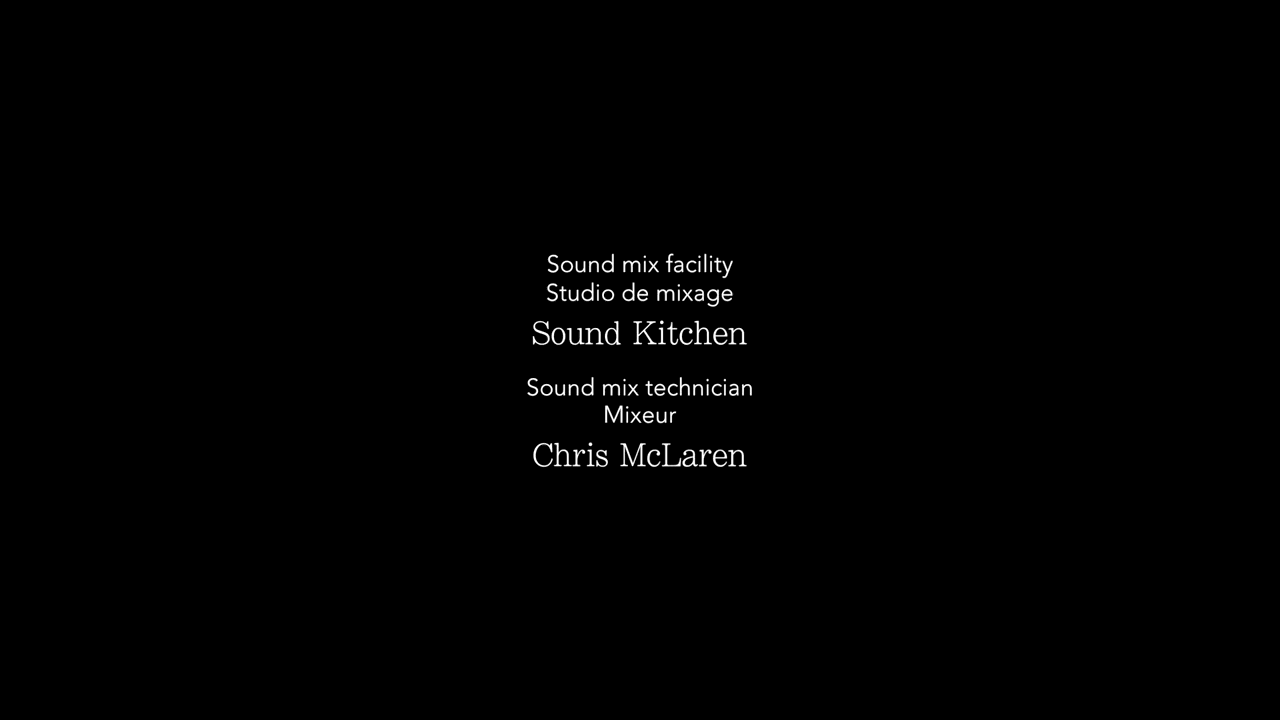 Sound mix facility
Studio de mixage
Sound Kitchen
Sound mix technician
Mixeur
Chris McLaren